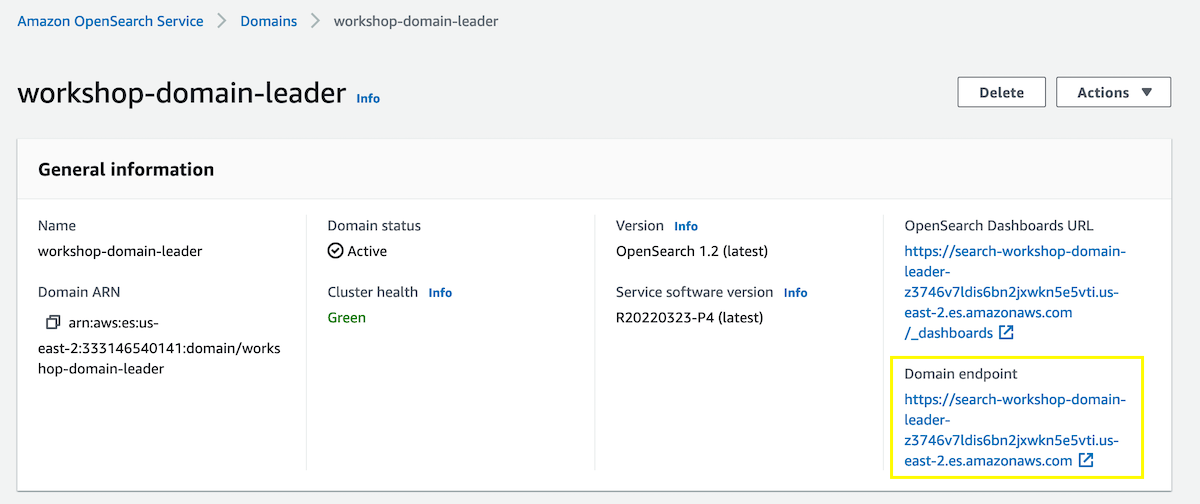 Amazon OpenSearch Service > Domains > workshop-domain-leader
workshop-domain-leader Info
Delete
Actions
General information
Name
workshop-domain-leader
Domain ARN
arn:aws:es:us-
east-2:333146540141:domain/works
hop-domain-leader
Domain status
Active
Cluster health Info
Green
Version Info
OpenSearch 1.2 (latest)
Service software version Info
R20220323-P4 (latest)
OpenSearch Dashboards URL
https://search-workshop-domain-
leader-
z3746v7ldis6bn2jxwkn5e5vti.us-
east-2.es.amazonaws.com
/_dashboards
Domain endpoint
https://search-workshop-domain-
leader-
z3746v7ldis6bn2jxwkn5e5vti.us-
east-2.es.amazonaws.com